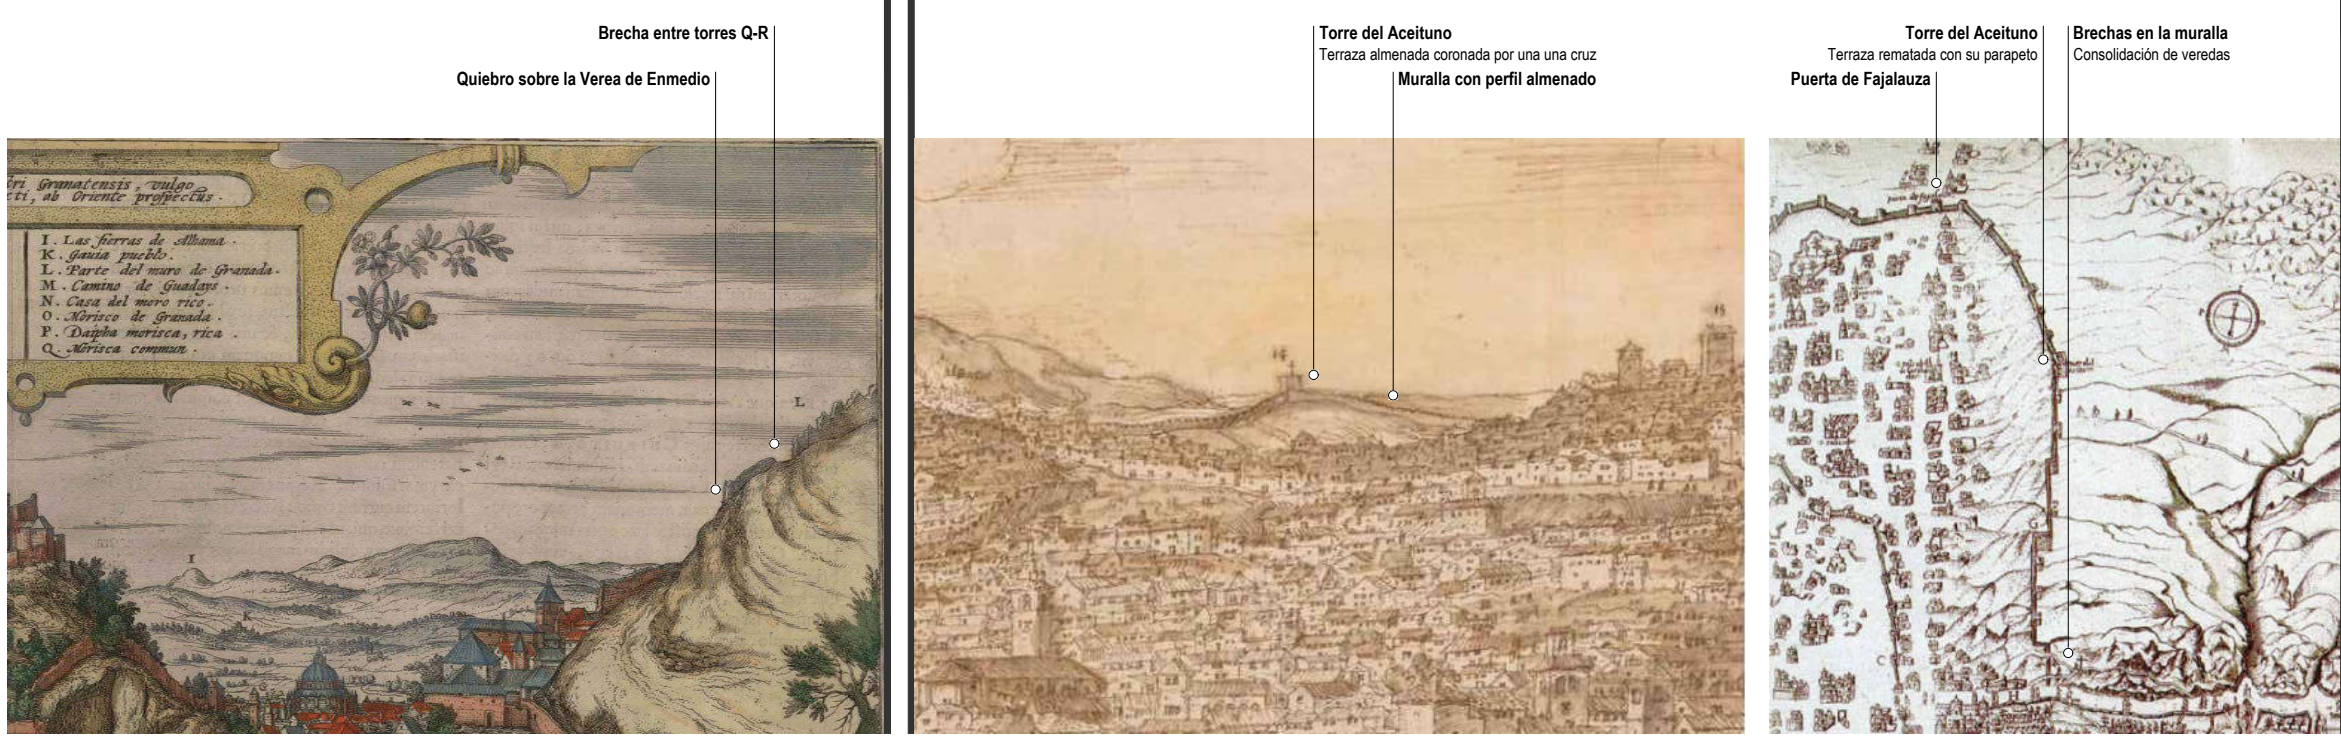 Brecha entre torres Q-R
Quiebro sobre la Verea de Enmedio
Torre del Aceituno
Terraza almenada coronada por una una cruz
Muralla con perfil almenado
Torre del Aceituno
Terraza rematada con su parapeto
Puerta de Fajalauza
Brechas en la muralla
Consolidación de veredas
tri Granatensis, vulgo
cti, ab Oriente prospectus.
I. Las sierras de Alhama.
K. Gauia pueblo.
L. Parte del muro de Granada.
M. Camino de Guadays.
N. Casa del moro rico.
O. Morisco de Granada.
P. Daipha morisca, rica
Q. Morisca commun.
L
I
K
15
E
B
G
C